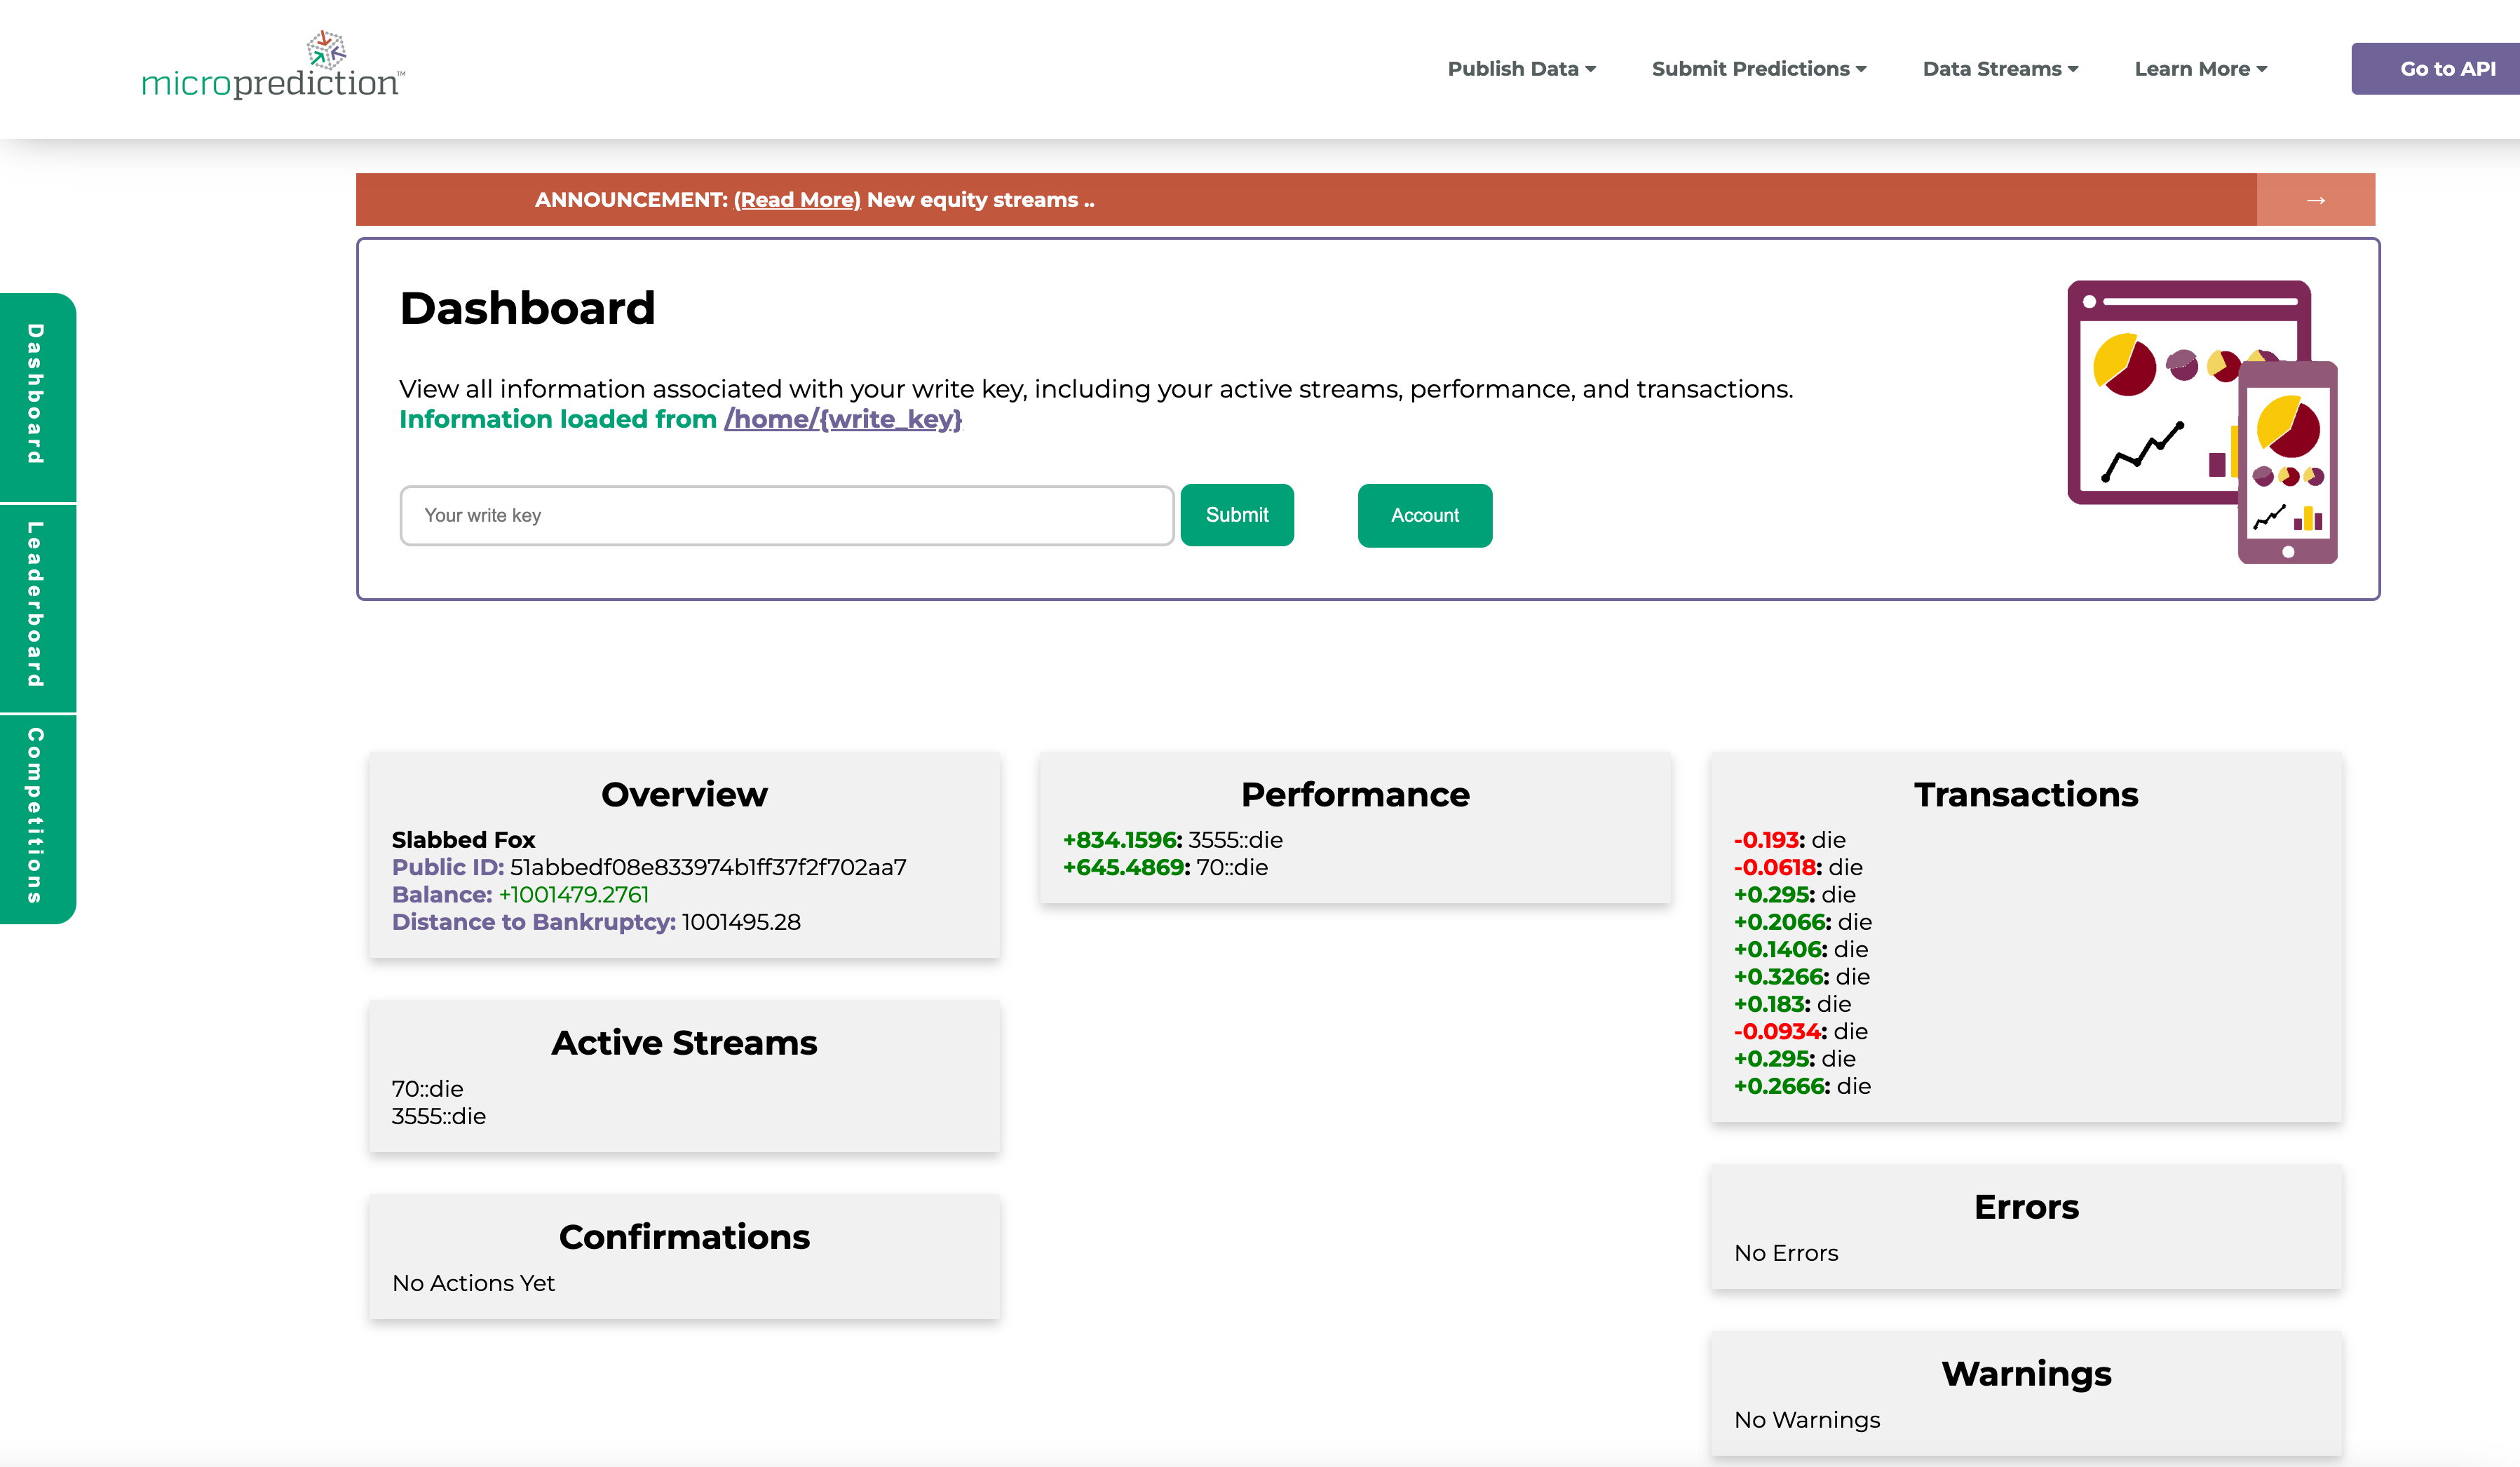 microprediction™
Publish Data
Submit Predictions
Data Streams
Learn More
Go to API
ANNOUNCEMENT: (Read More) New equity streams ..
→
Dashboard
Leaderboard
Competitions
Dashboard
View all information associated with your write key, including your active streams, performance, and transactions.
Information loaded from /home/{write_key}
Your write key
Submit
Account
Overview
Slabbed Fox
Public ID: 51abbedf08e833974b1ff37f2f702aa7
Balance: +1001479.2761
Distance to Bankruptcy: 1001495.28
Active Streams
70::die
3555::die
Confirmations
No Actions Yet
Performance
+834.1596: 3555::die
+645.4869: 70::die
Transactions
-0.193: die
-0.0618: die
+0.295: die
+0.2066: die
+0.1406: die
+0.3266: die
+0.183: die
-0.0934: die
+0.295: die
+0.2666: die
Errors
No Errors
Warnings
No Warnings